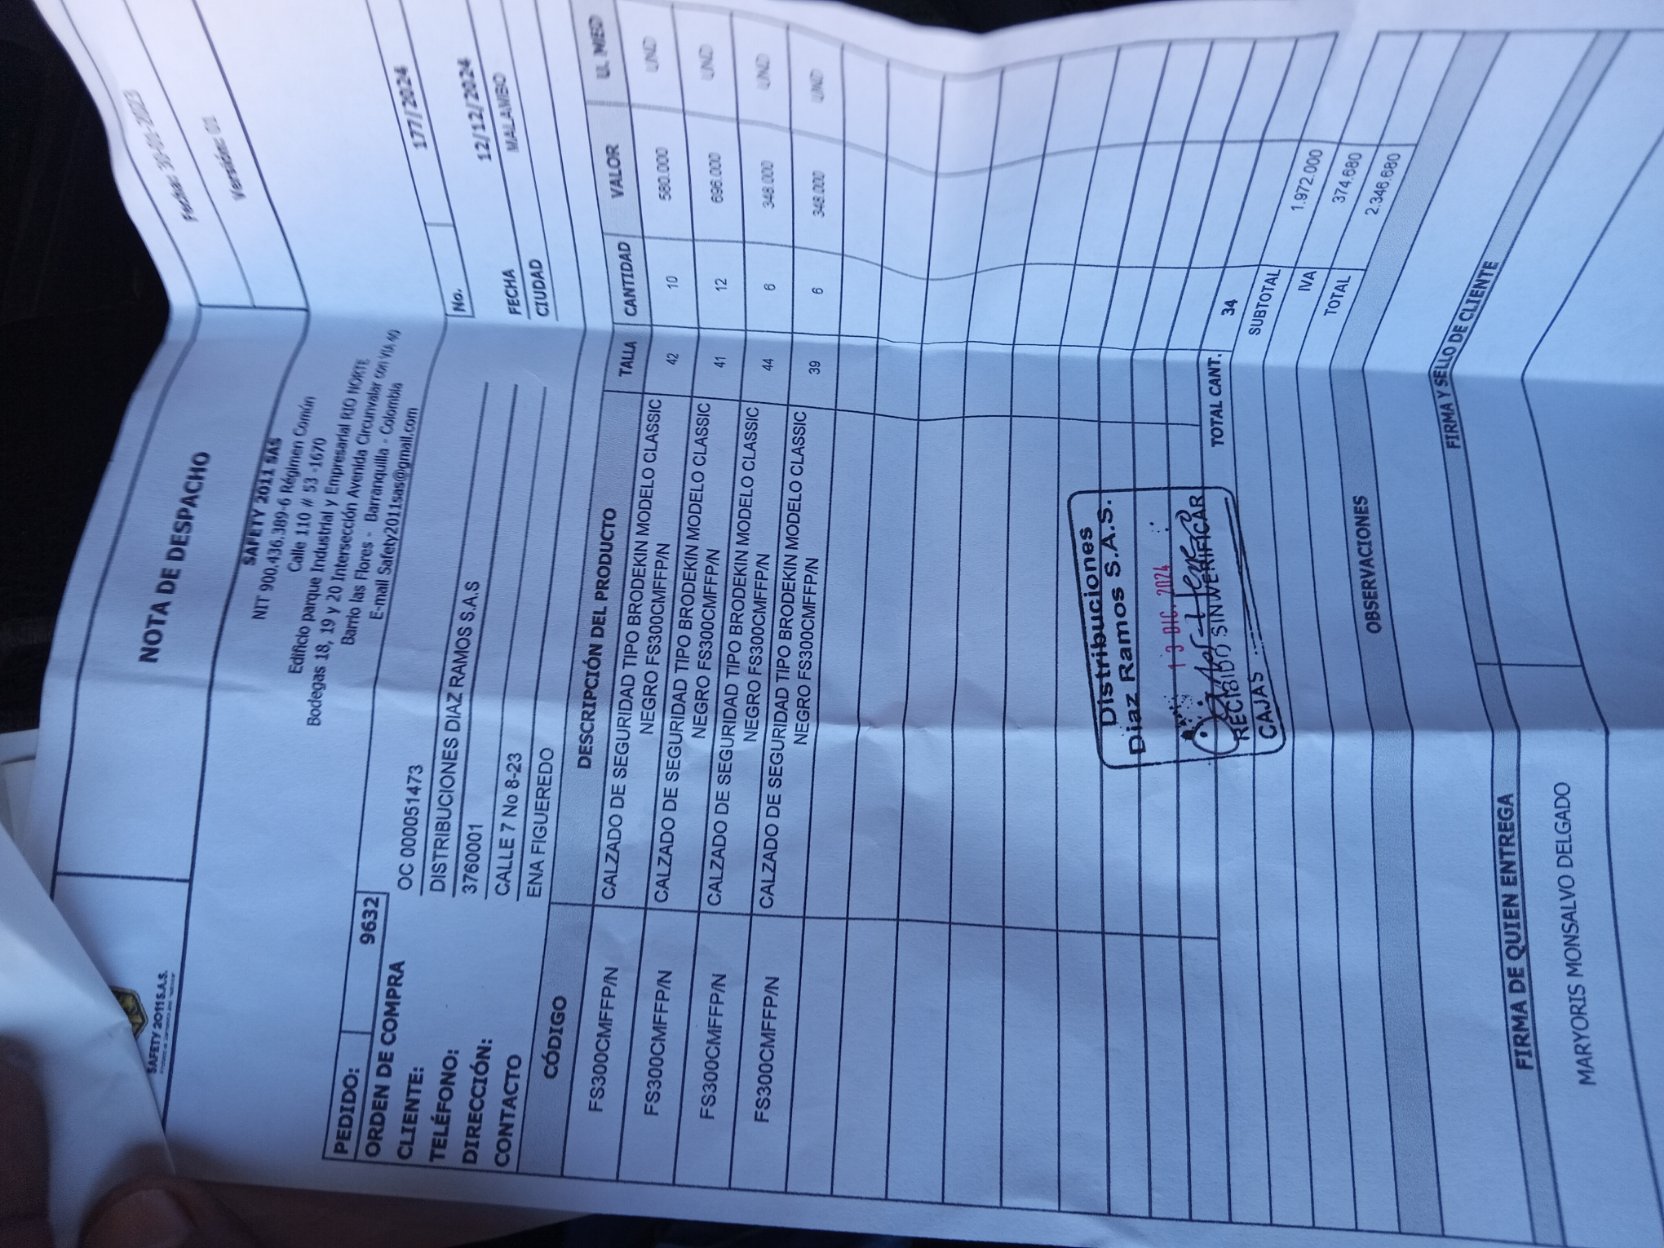 SAFETY 2011 S.A.S.
NOTA DE DESPACHO
Fecha: 30-01-2023
Versión: 01
SAFETY 2011 SAS
NIT 900.436.389-6 Régimen Común
Calle 110 # 53 -1670
Edificio parque Industrial y Empresarial RIO NORTE
Bodegas 18, 19 y 20 Intersección Avenida Circunvalar con VIA 40
Barrio las Flores - Barranquilla - Colombia
E-mail Safety2011sas@gmail.com
PEDIDO: 9632
No. 177/2024
ORDEN DE COMPRA OC 000051473
CLIENTE: DISTRIBUCIONES DIAZ RAMOS S.A.S
FECHA 12/12/2024
TELÉFONO: 3760001
CIUDAD MALAMBO
DIRECCIÓN: CALLE 7 No 8-23
CONTACTO ENA FIGUEREDO
CÓDIGO DESCRIPCIÓN DEL PRODUCTO TALLA CANTIDAD VALOR U. MED
FS300CMFFP/N CALZADO DE SEGURIDAD TIPO BRODEKIN MODELO CLASSIC 42 10 580.000 UND
NEGRO FS300CMFFP/N
FS300CMFFP/N CALZADO DE SEGURIDAD TIPO BRODEKIN MODELO CLASSIC 41 12 696.000 UND
NEGRO FS300CMFFP/N
FS300CMFFP/N CALZADO DE SEGURIDAD TIPO BRODEKIN MODELO CLASSIC 44 6 348.000 UND
NEGRO FS300CMFFP/N
FS300CMFFP/N CALZADO DE SEGURIDAD TIPO BRODEKIN MODELO CLASSIC 39 6 348.000 UND
NEGRO FS300CMFFP/N
Distribuciones
Diaz Ramos S.A.S.
13 DIC. 2024
RECIBIDO SIN VERIFICAR
CAJAS
TOTAL CANT. 34
SUBTOTAL 1.972.000
IVA 374.680
TOTAL 2.346.680
OBSERVACIONES
FIRMA DE QUIEN ENTREGA FIRMA Y SELLO DE CLIENTE
MARYORIS MONSALVO DELGADO